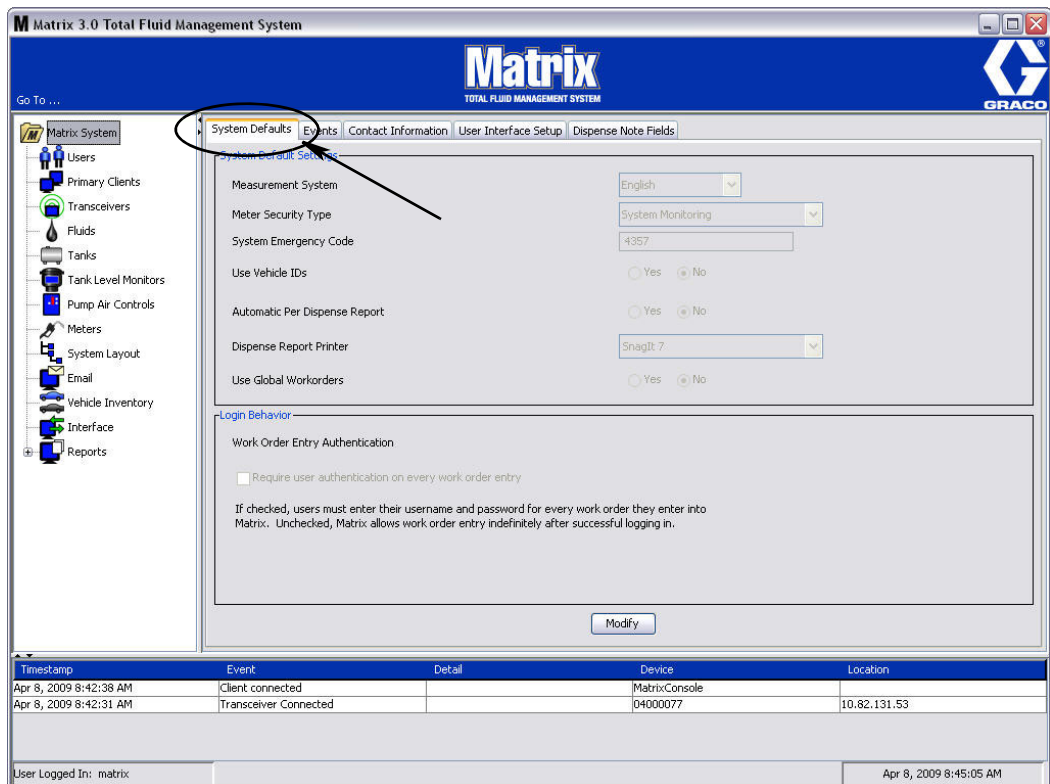 Matrix 3.0 Total Fluid Management System
Matrix
TOTAL FLUID MANAGEMENT SYSTEM
Go To ...
GRACO
Matrix System
Users
Primary Clients
Transceivers
Fluids
Tanks
Tank Level Monitors
Pump Air Controls
Meters
System Layout
Email
Vehicle Inventory
Interface
Reports
System Defaults Events Contact Information User Interface Setup Dispense Note Fields
System Default Settings
Measurement System English
Meter Security Type System Monitoring
System Emergency Code 4357
Use Vehicle IDs Yes No
Automatic Per Dispense Report Yes No
Dispense Report Printer SnagIt 7
Use Global Workorders Yes No
Login Behavior
Work Order Entry Authentication
Require user authentication on every work order entry
If checked, users must enter their username and password for every work order they enter into
Matrix. Unchecked, Matrix allows work order entry indefinitely after successful logging in.
Modify
Timestamp Event Detail Device Location
Apr 8, 2009 8:42:38 AM Client connected MatrixConsole
Apr 8, 2009 8:42:31 AM Transceiver Connected 04000077 10.82.131.53
User Logged In: matrix Apr 8, 2009 8:45:05 AM